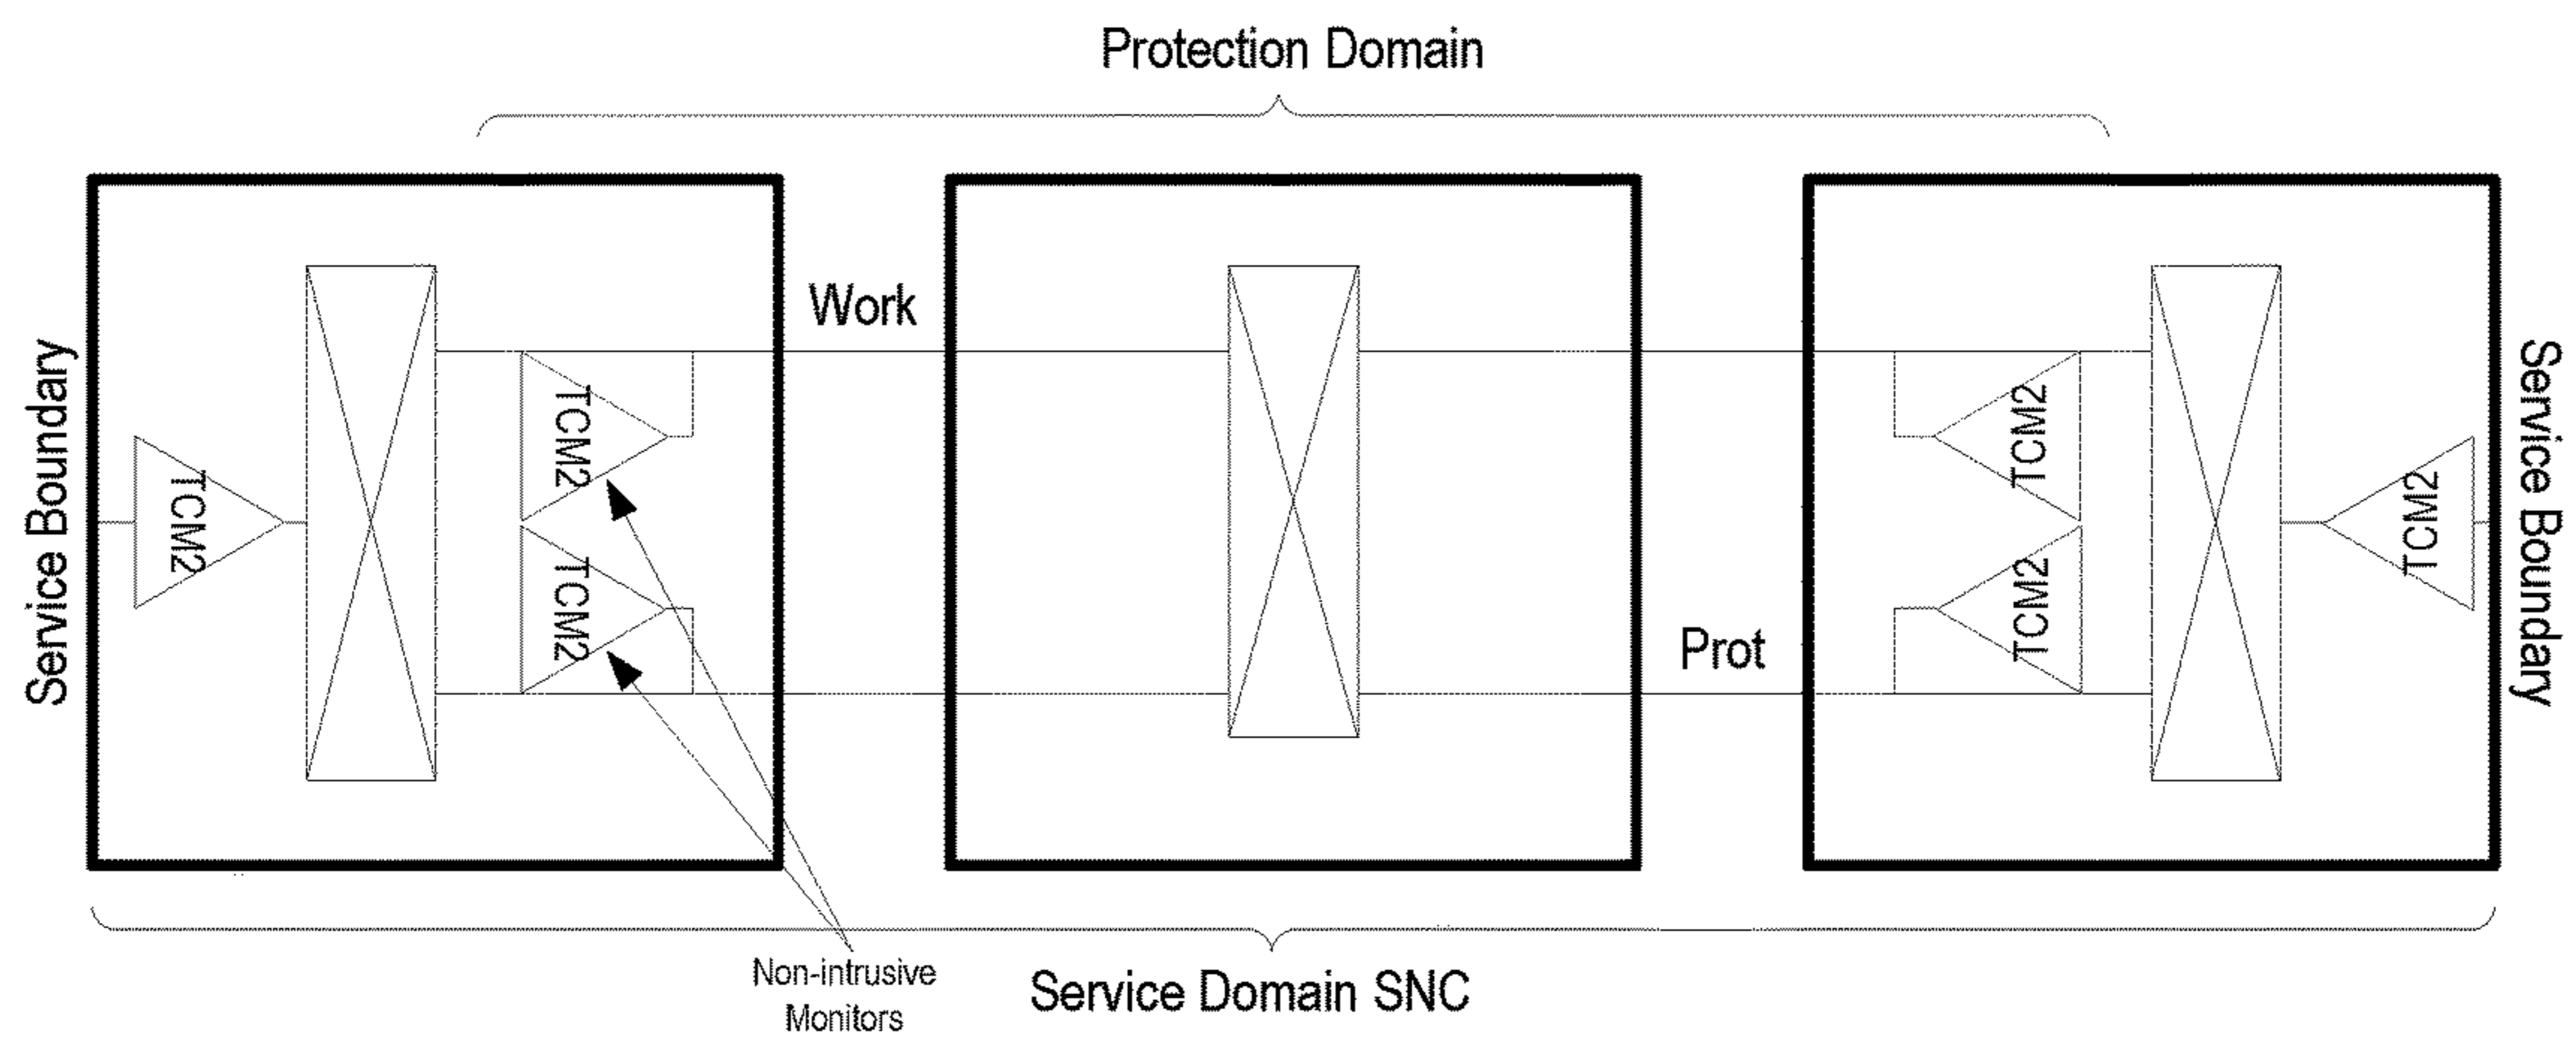 Protection Domain
Service Boundary
TCM2
TCM2
TCM2
Work
Prot
TCM2
TCM2
TCM2
Service Boundary
Non-intrusive
Monitors
Service Domain SNC